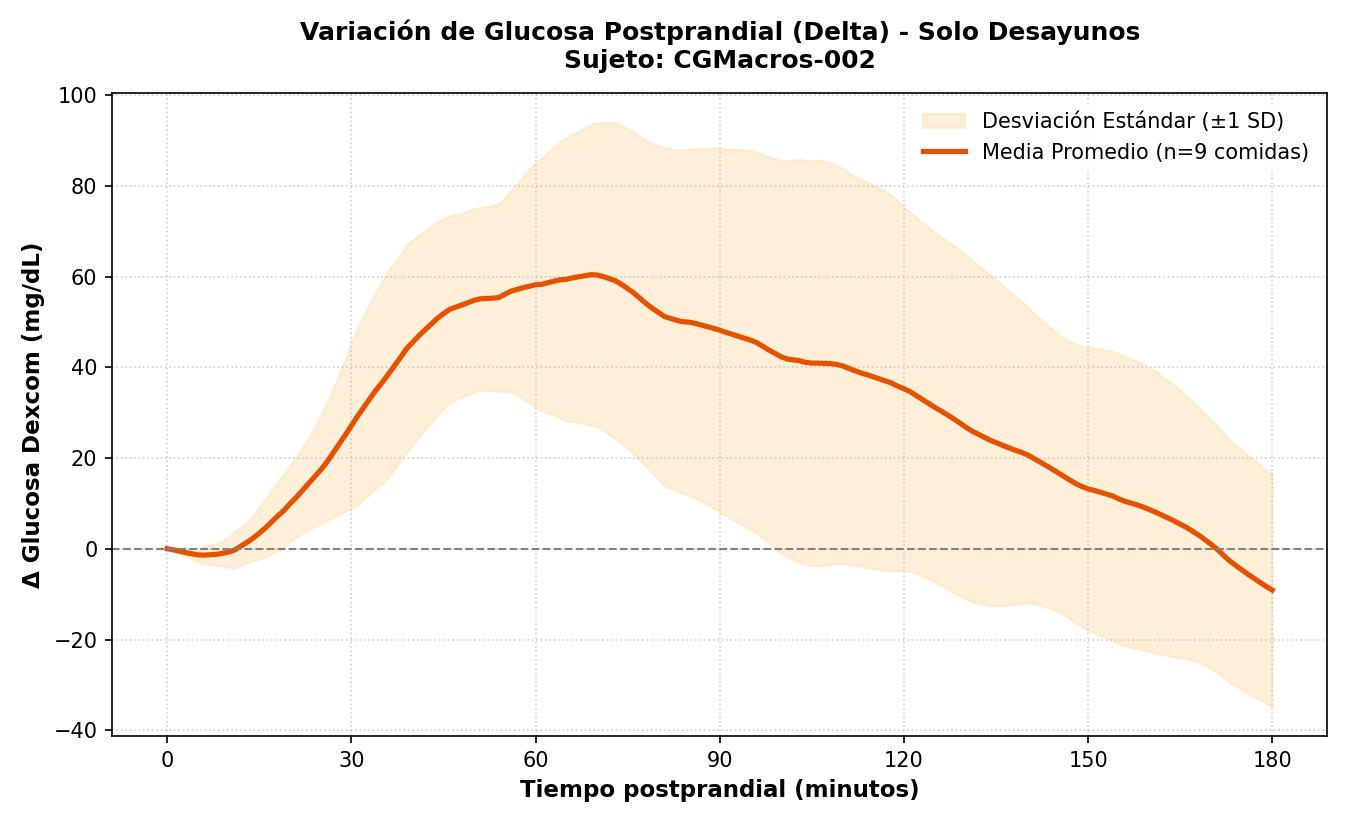 Variación de Glucosa Postprandial (Delta) - Solo Desayunos
Sujeto: CGMacros-002
Desviación Estándar (±1 SD)
Media Promedio (n=9 comidas)
Δ Glucosa Dexcom (mg/dL)
100
80
60
40
20
0
−20
−40
0 30 60 90 120 150 180
Tiempo postprandial (minutos)